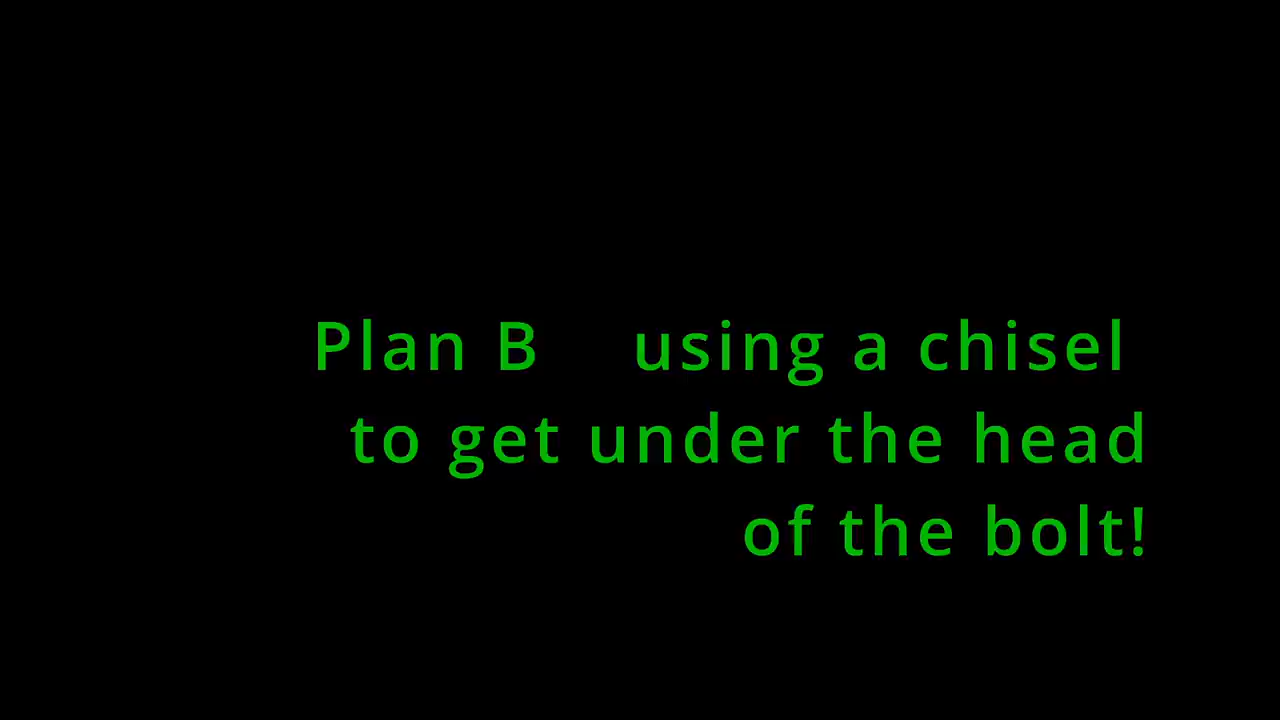 Plan B    using a chisel
to get under the head
of the bolt!